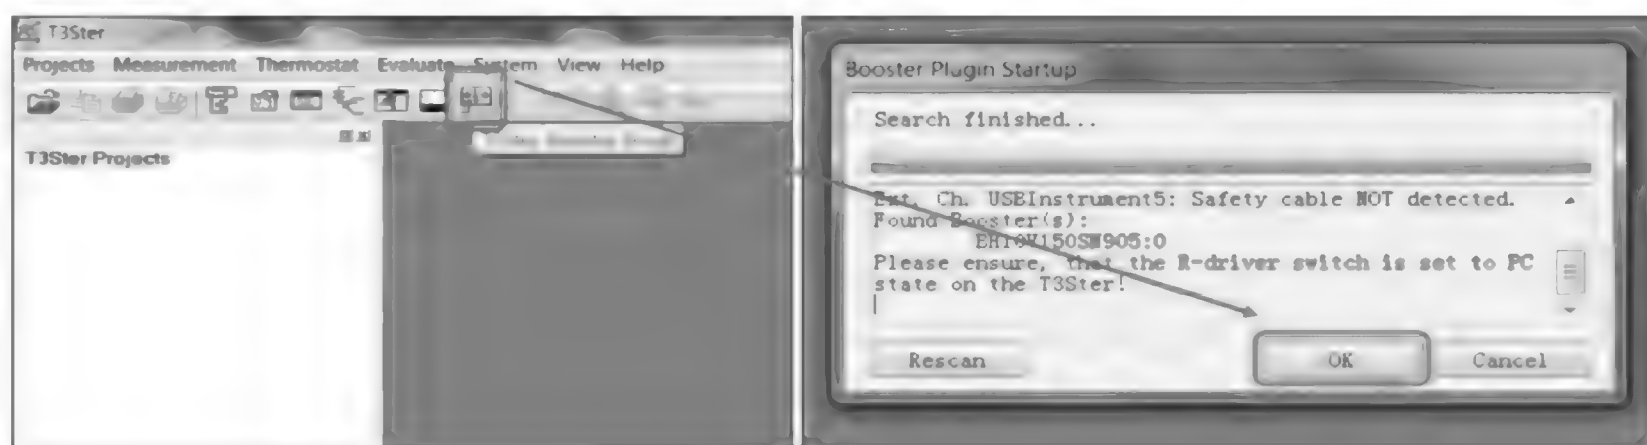 T3Ster
Projects Measurement Thermostat Evaluate System View Help
T3Ster Projects
Booster Plugin Startup
Search finished...
Ext. Ch. USBInstrument5: Safety cable NOT detected.
Found Booster(s):
Please ensure, that the R-driver switch is set to PC
state on the T3Ster!
Rescan
OK
Cancel